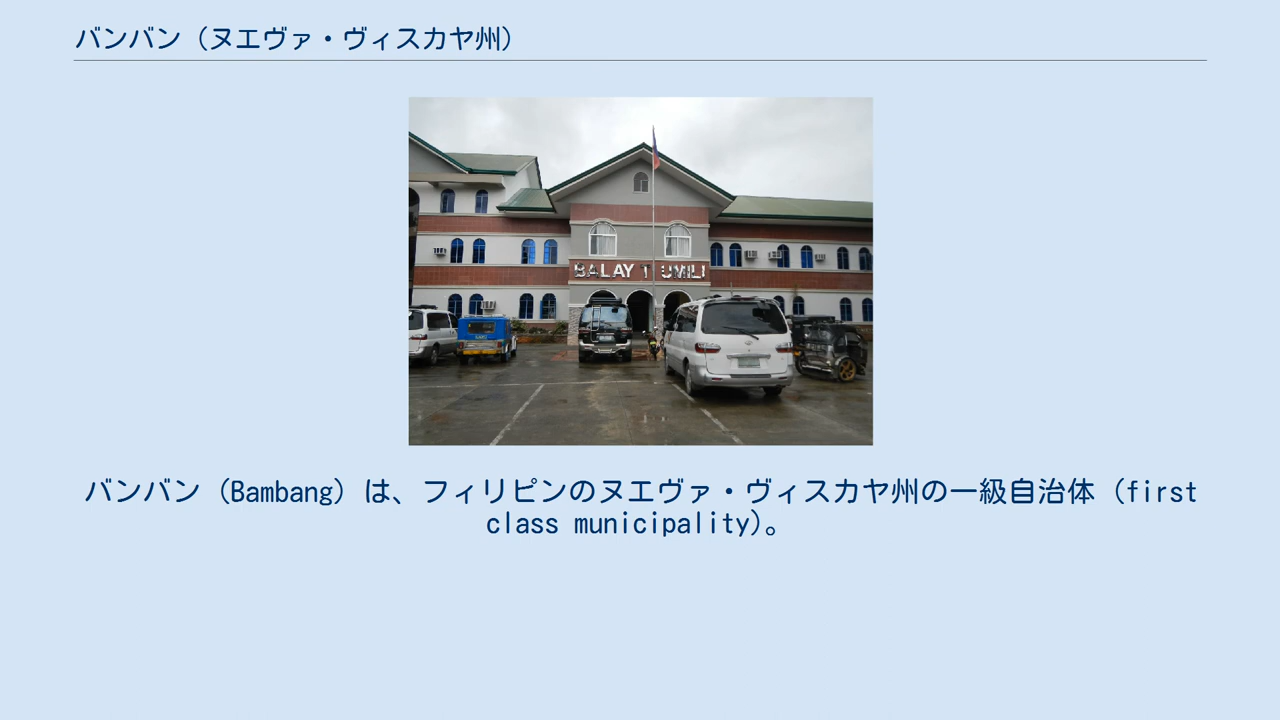 バンバン（ヌエヴァ・ヴィスカヤ州）
BALAY T UMILI
バンバン（Bambang）は、フィリピンのヌエヴァ・ヴィスカヤ州の一級自治体（first
class municipality)。